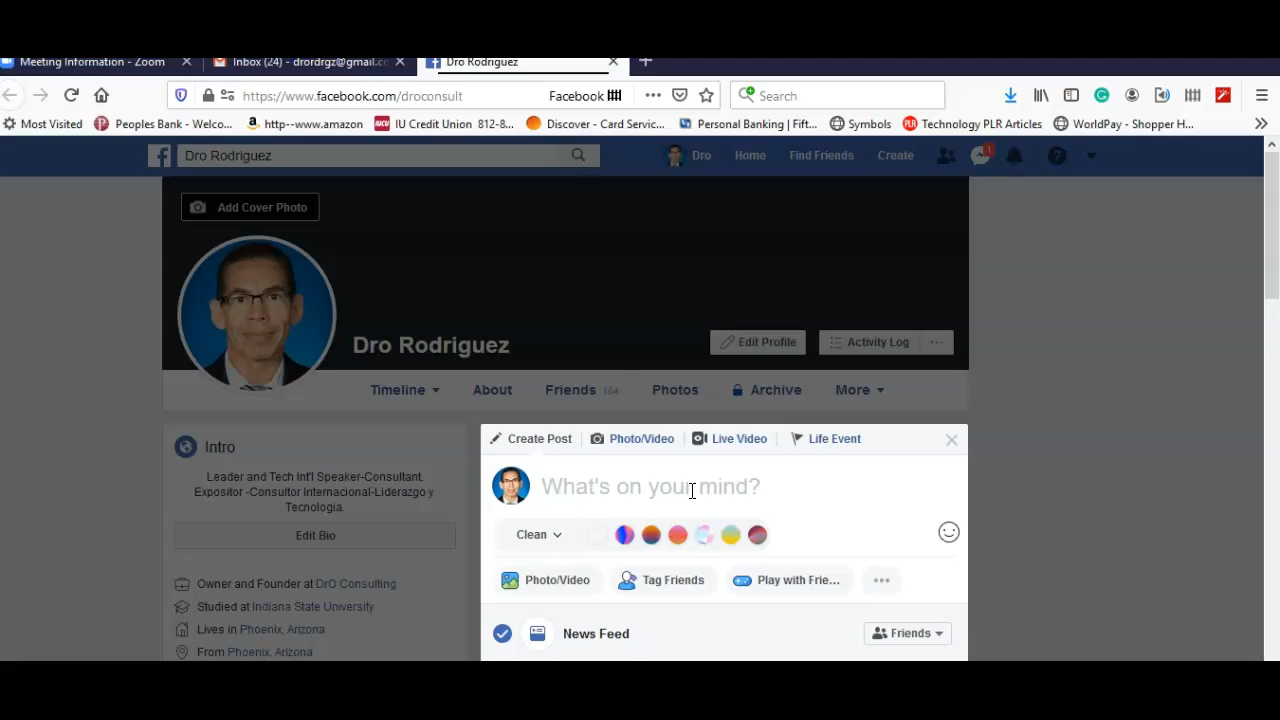 Meeting Information - Zoom
Inbox (24) - drordrgz@gmail.c
Dro Rodriguez
https://www.facebook.com/droconsult
Facebook
Search
Most Visited
Peoples Bank - Welco...
http--www.amazon
IU Credit Union 812-8...
Discover - Card Servic...
Personal Banking | Fift...
Symbols
Technology PLR Articles
WorldPay - Shopper H...
Dro Rodriguez
Dro
Home
Find Friends
Create
1
Add Cover Photo
Dro Rodriguez
Edit Profile
Activity Log
Timeline
About
Friends 104
Photos
Archive
More
Intro
Leader and Tech Int'l Speaker-Consultant.
Expositor -Consultor Internacional-Liderazgo y
Tecnologia.
Edit Bio
Owner and Founder at DrO Consulting
Studied at Indiana State University
Lives in Phoenix, Arizona
From Phoenix, Arizona
Create Post
Photo/Video
Live Video
Life Event
What's on your mind?
Clean
Photo/Video
Tag Friends
Play with Frie...
News Feed
Friends